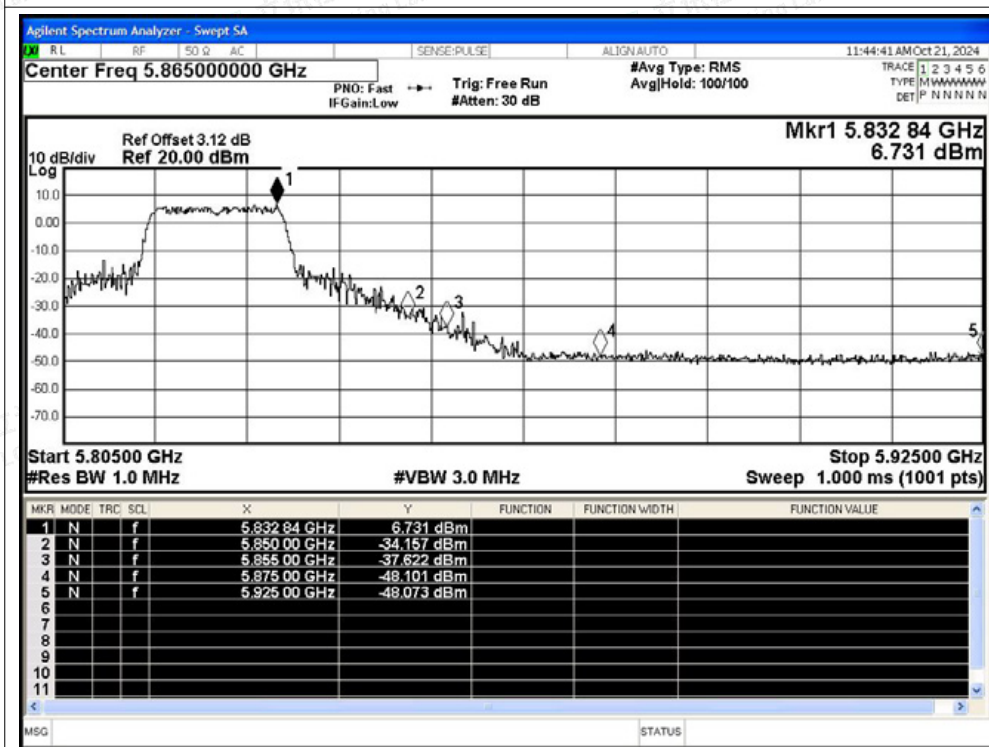 Agilent Spectrum Analyzer - Swept SA
RL RF 50 Ω AC SENSE:PULSE ALIGN AUTO 11:44:41 AM Oct 21, 2024
Center Freq 5.865000000 GHz
PNO: Fast
IFGain:Low
Trig: Free Run
#Atten: 30 dB
#Avg Type: RMS
Avg|Hold: 100/100
TRACE 1 2 3 4 5 6
TYPE MWWWWW
DET P N N N N N
Ref Offset 3.12 dB
10 dB/div Ref 20.00 dBm
Log
Mkr1 5.832 84 GHz
6.731 dBm
10.0
0.00
-10.0
-20.0
-30.0
-40.0
-50.0
-60.0
-70.0
1
2
3
4
5
Start 5.80500 GHz Stop 5.92500 GHz
#Res BW 1.0 MHz #VBW 3.0 MHz Sweep 1.000 ms (1001 pts)
MKR MODE TRC SCL X Y FUNCTION FUNCTION WIDTH FUNCTION VALUE
1 N f 5.832 84 GHz 6.731 dBm
2 N f 5.850 00 GHz -34.157 dBm
3 N f 5.855 00 GHz -37.622 dBm
4 N f 5.875 00 GHz -48.101 dBm
5 N f 5.925 00 GHz -48.073 dBm
6
7
8
9
10
11
MSG STATUS